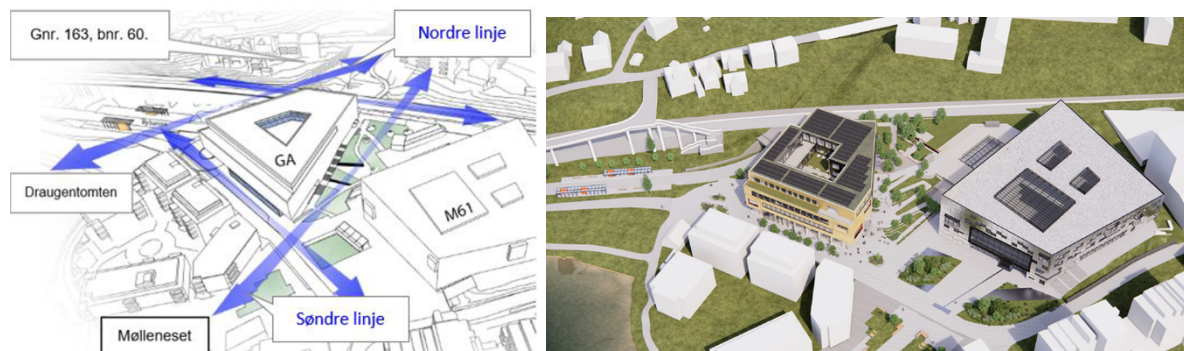 Gnr. 163, bnr. 60.
Nordre linje
GA
Draugentomten
M61
Søndre linje
Mølleneset